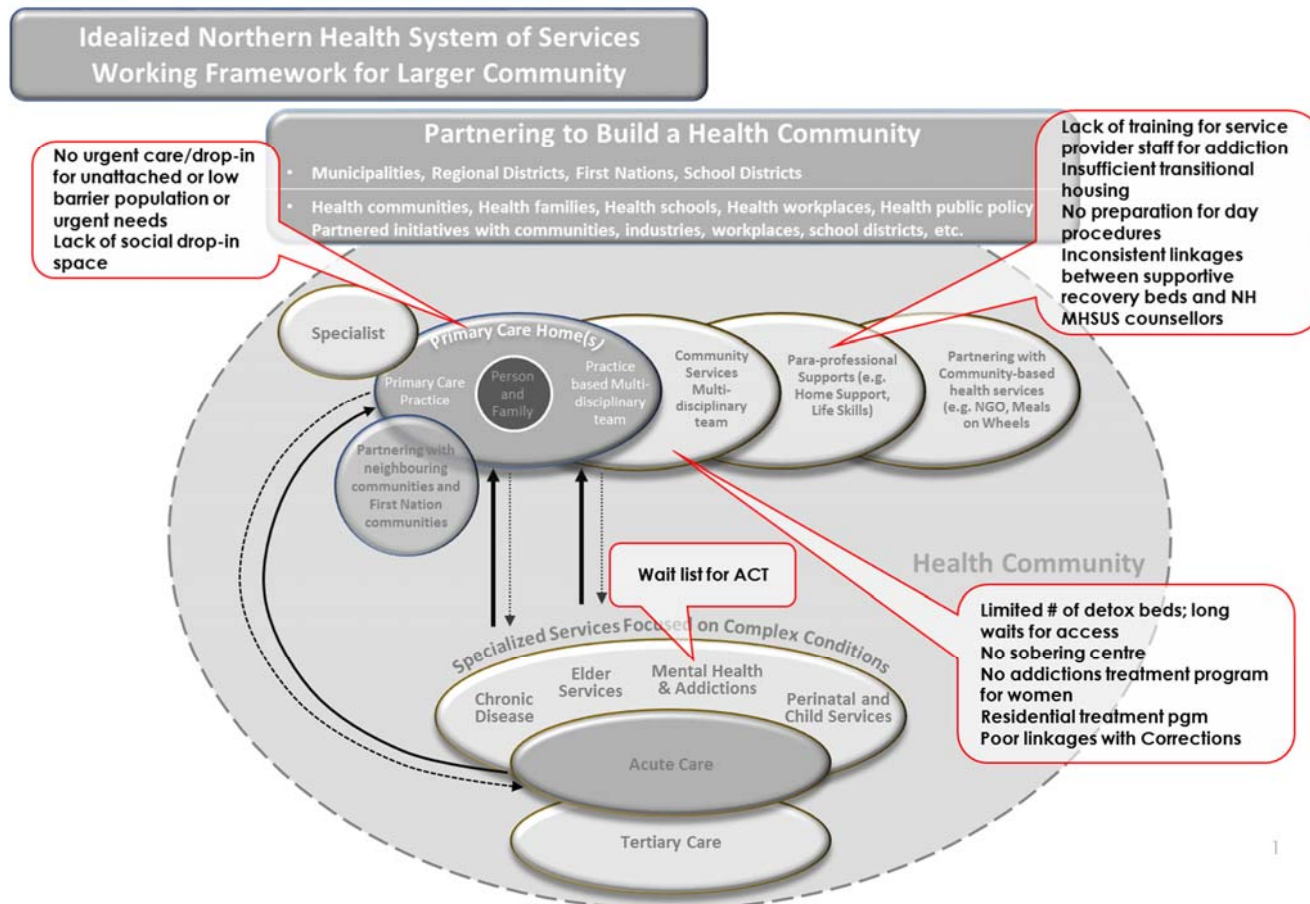 Idealized Northern Health System of Services
Working Framework for Larger Community
Partnering to Build a Health Community
• Municipalities, Regional Districts, First Nations, School Districts
• Health communities, Health families, Health schools, Health workplaces, Health public policy
Partnered initiatives with communities, industries, workplaces, school districts, etc.
No urgent care/drop-in
for unattached or low
barrier population or
urgent needs
Lack of social drop-in
space
Lack of training for service
provider staff for addiction
Insufficient transitional
housing
No preparation for day
procedures
Inconsistent linkages
between supportive
recovery beds and NH
MHSUS counsellors
Specialist
Primary Care Home(s)
Primary Care
Practice
Person
and
Family
Practice
based Multi-
disciplinary
team
Community
Services
Multi-
disciplinary
team
Para-professional
Supports (e.g.
Home Support,
Life Skills)
Partnering with
Community-based
health services
(e.g. NGO, Meals
on Wheels
Partnering with
neighbouring
communities and
First Nation
communities
Health Community
Wait list for ACT
Limited # of detox beds; long
waits for access
No sobering centre
No addictions treatment program
for women
Residential treatment pgm
Poor linkages with Corrections
Specialized Services Focused on Complex Conditions
Chronic
Disease
Elder
Services
Mental Health
& Addictions
Perinatal and
Child Services
Acute Care
Tertiary Care
1